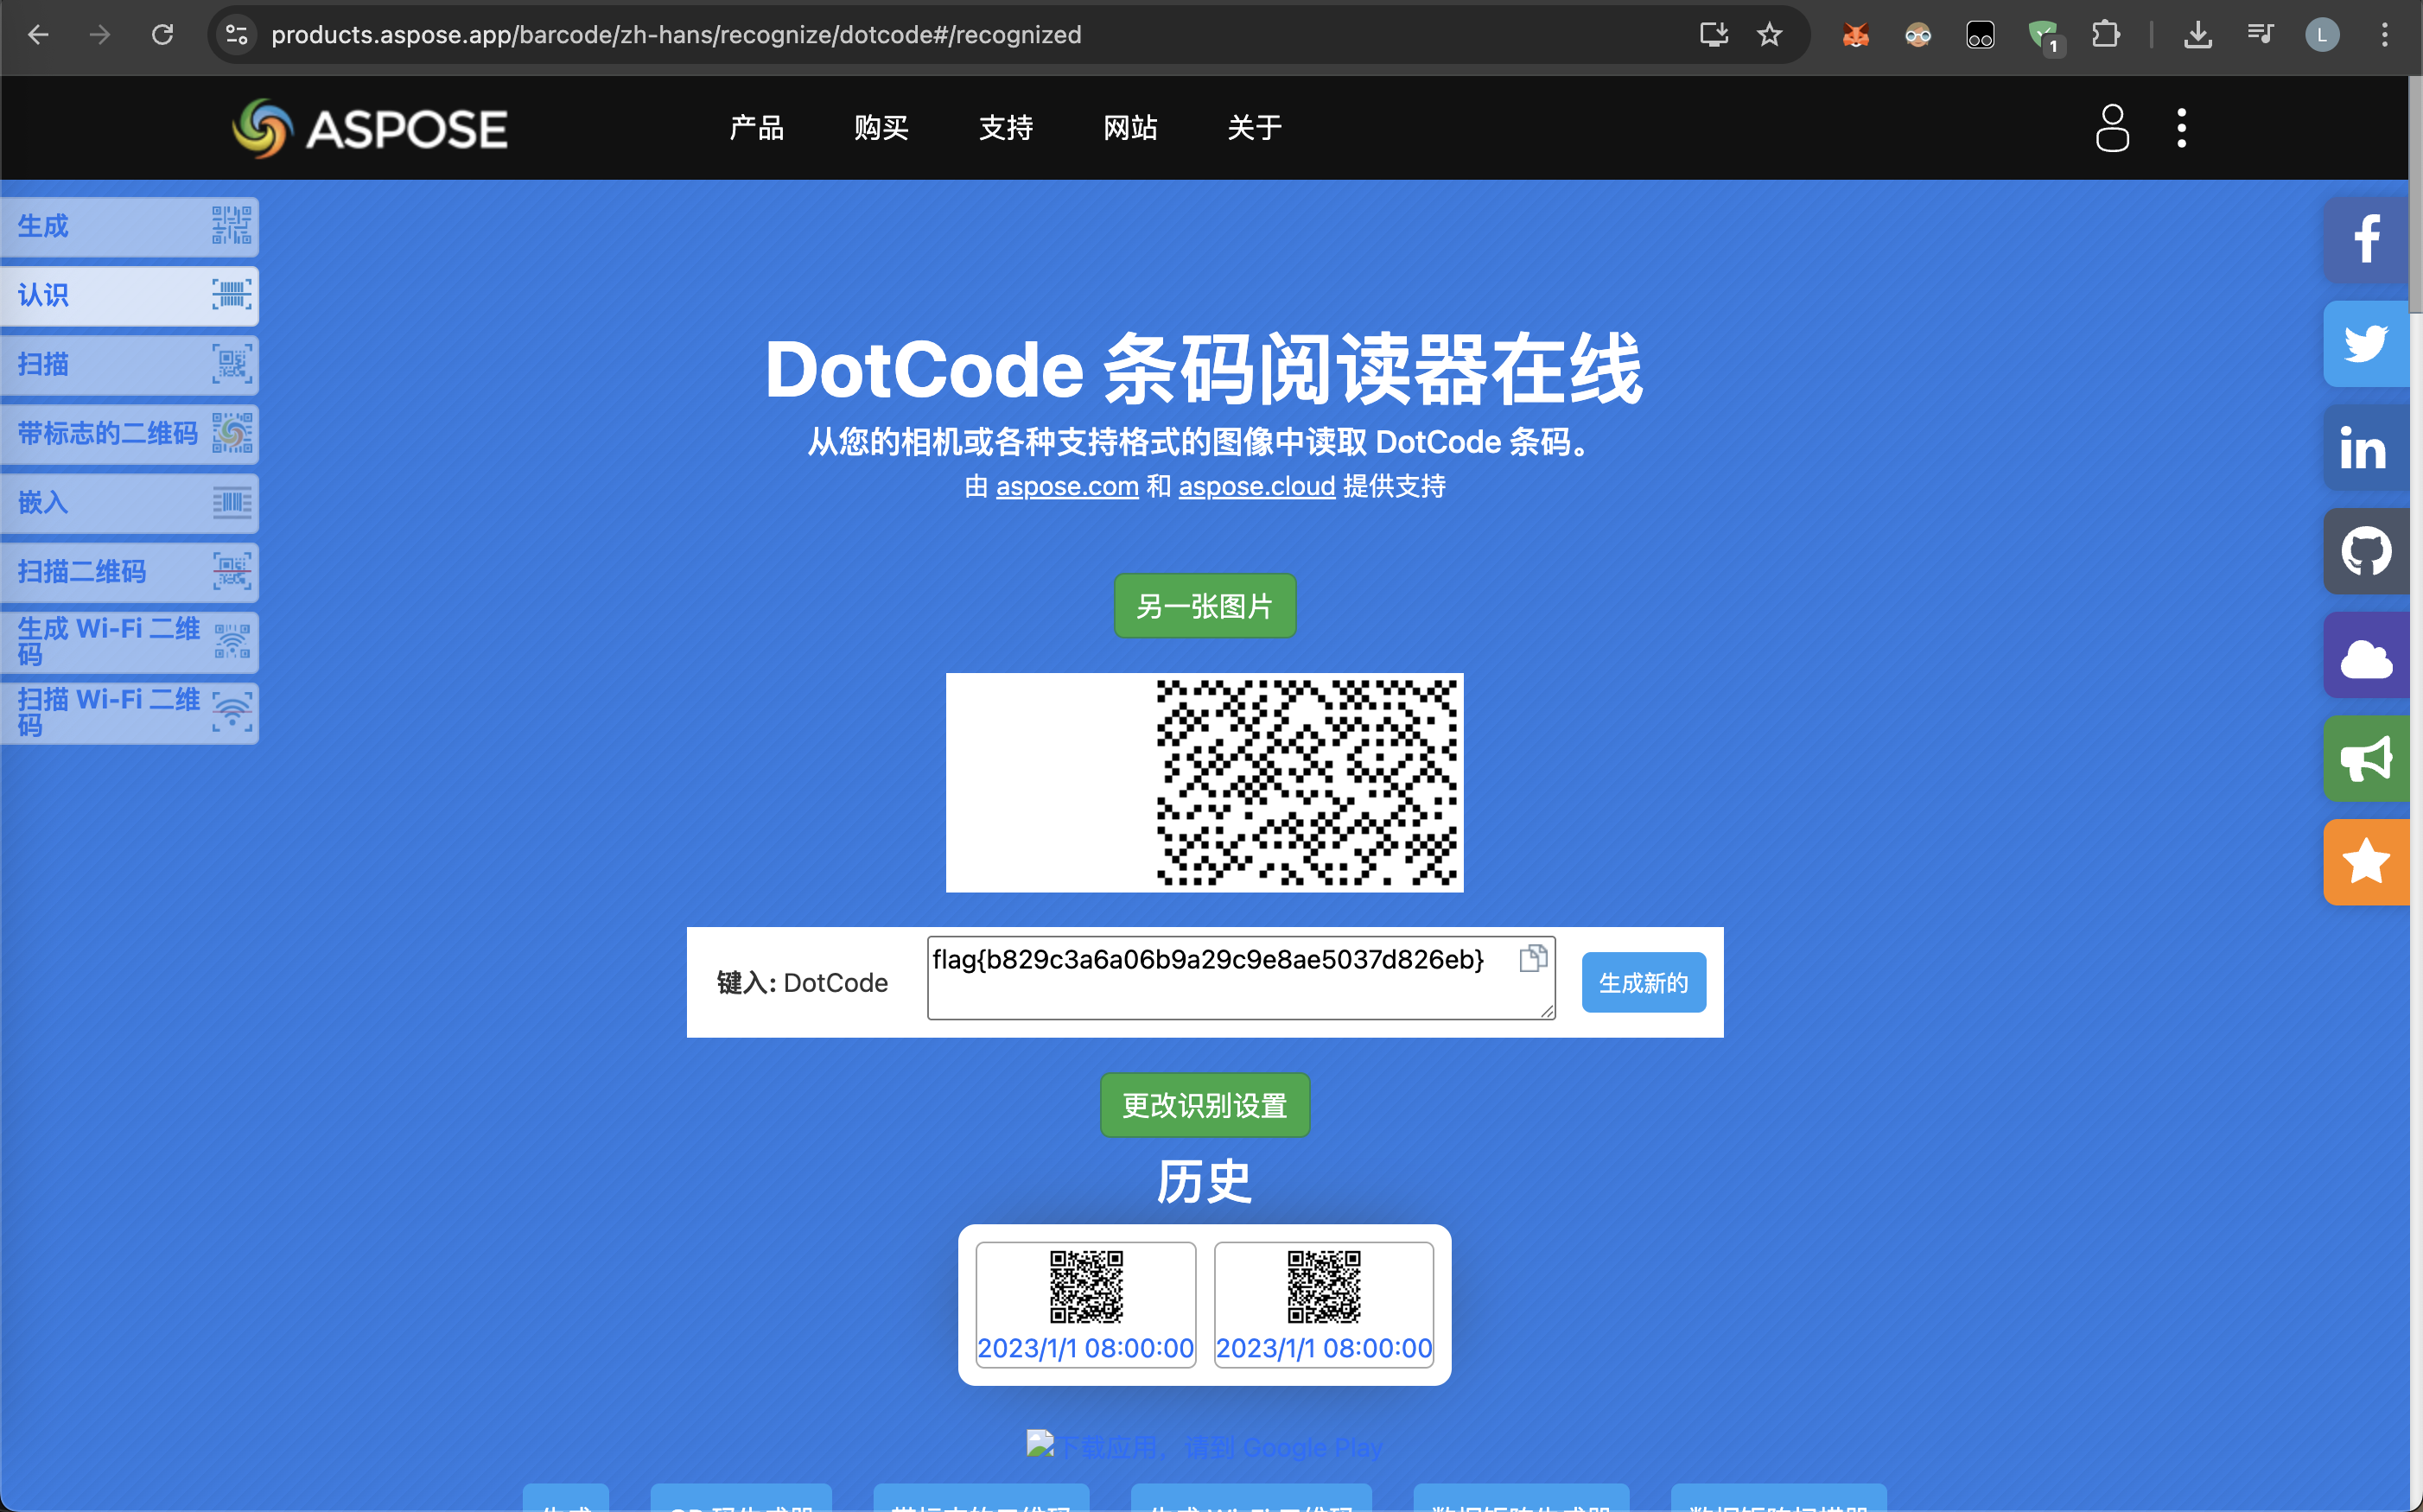 products.aspose.app/barcode/zh-hans/recognize/dotcode#/recognized
1
L
ASPOSE
产品 购买 支持 网站 关于
生成
认识
扫描
带标志的二维码
嵌入
扫描二维码
生成 Wi-Fi 二维
码
扫描 Wi-Fi 二维
码
DotCode 条码阅读器在线
从您的相机或各种支持格式的图像中读取 DotCode 条码。
由 aspose.com 和 aspose.cloud 提供支持
另一张图片
键入: DotCode
flag{b829c3a6a06b9a29c9e8ae5037d826eb}
生成新的
更改识别设置
历史
2023/1/1 08:00:00
2023/1/1 08:00:00
下载应用，请到 Google Play